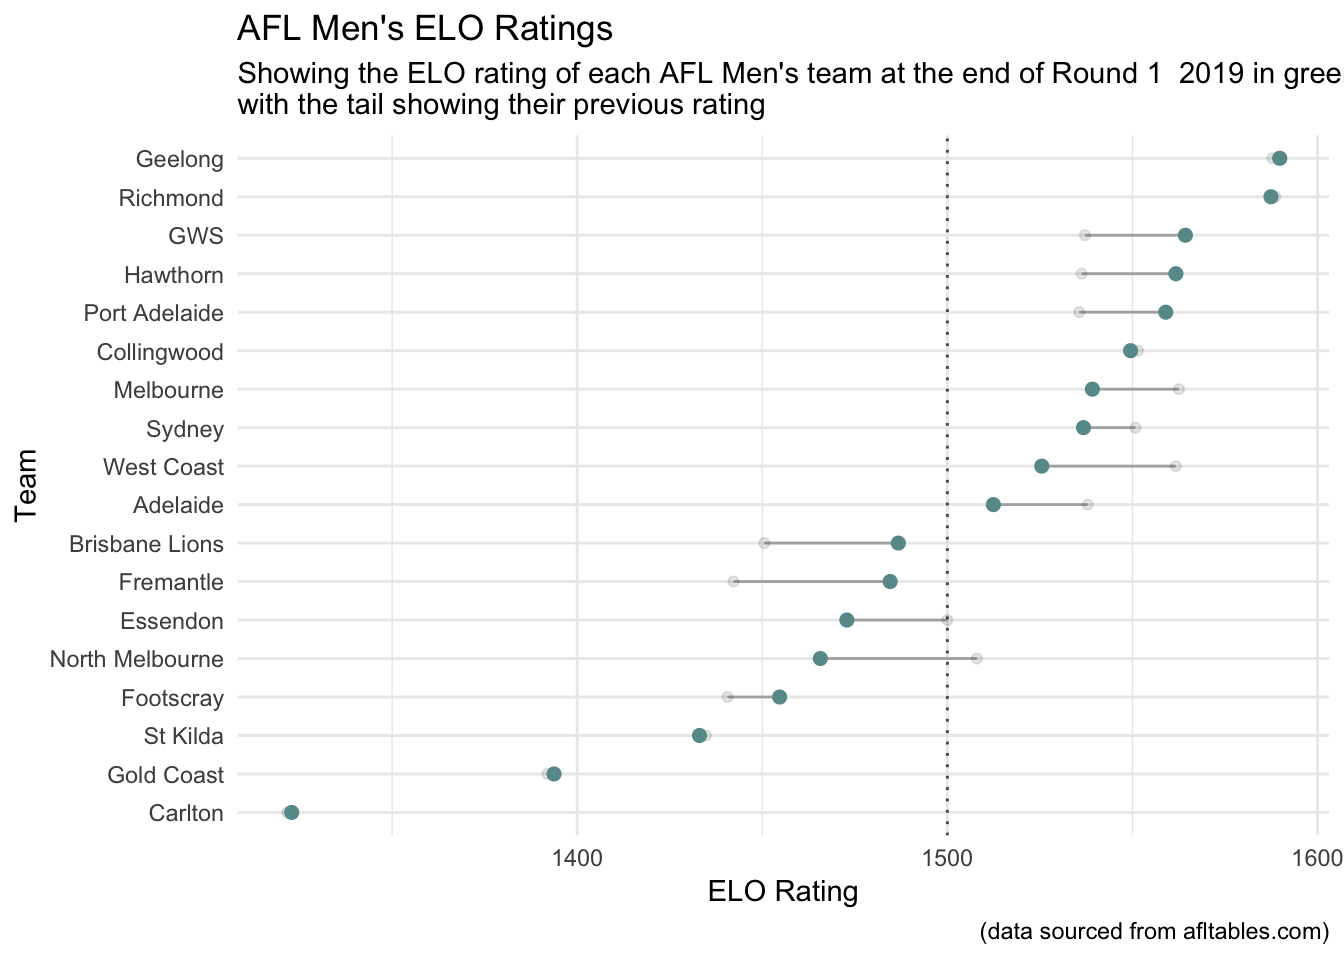 AFL Men's ELO Ratings
Showing the ELO rating of each AFL Men's team at the end of Round 1 2019 in gree
with the tail showing their previous rating
Geelong
Richmond
GWS
Hawthorn
Port Adelaide
Collingwood
Melbourne
Sydney
West Coast
Adelaide
Brisbane Lions
Fremantle
Essendon
North Melbourne
Footscray
St Kilda
Gold Coast
Carlton
Team
1400 1500 1600
ELO Rating
(data sourced from afltables.com)